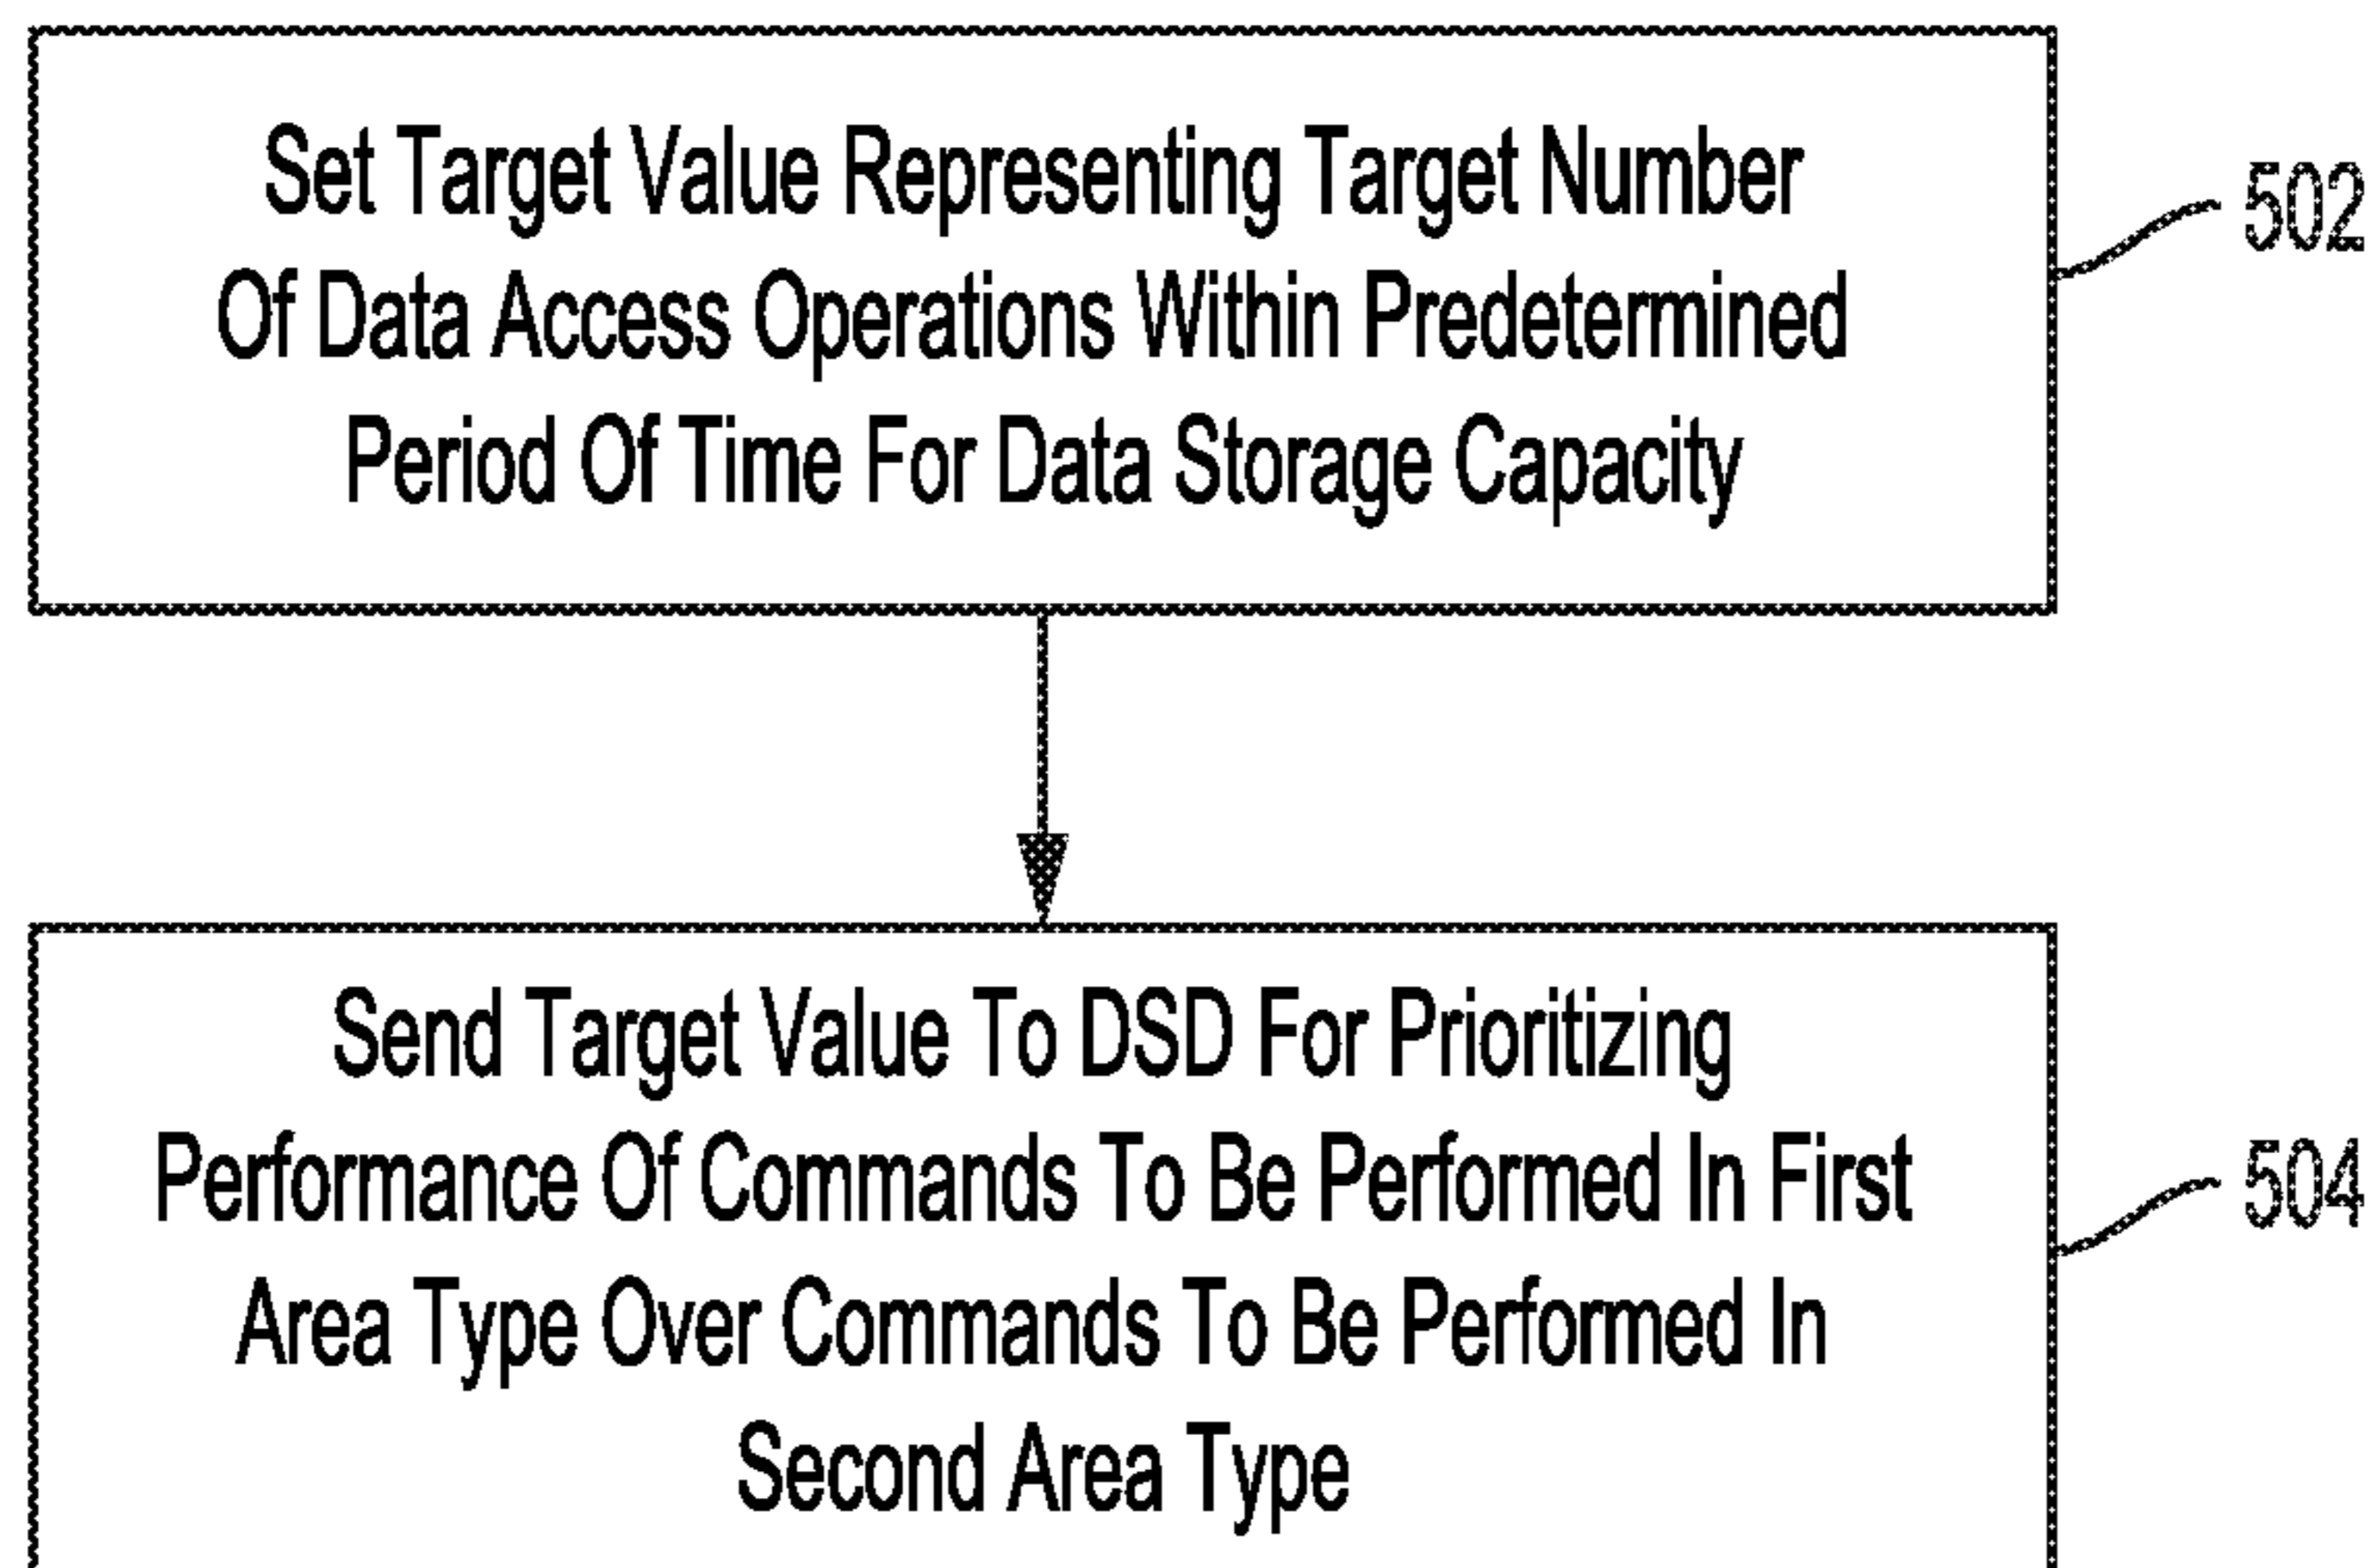 Set Target Value Representing Target Number
Of Data Access Operations Within Predetermined
Period Of Time For Data Storage Capacity
502
Send Target Value To DSD For Prioritizing
Performance Of Commands To Be Performed In First
Area Type Over Commands To Be Performed In
Second Area Type
504